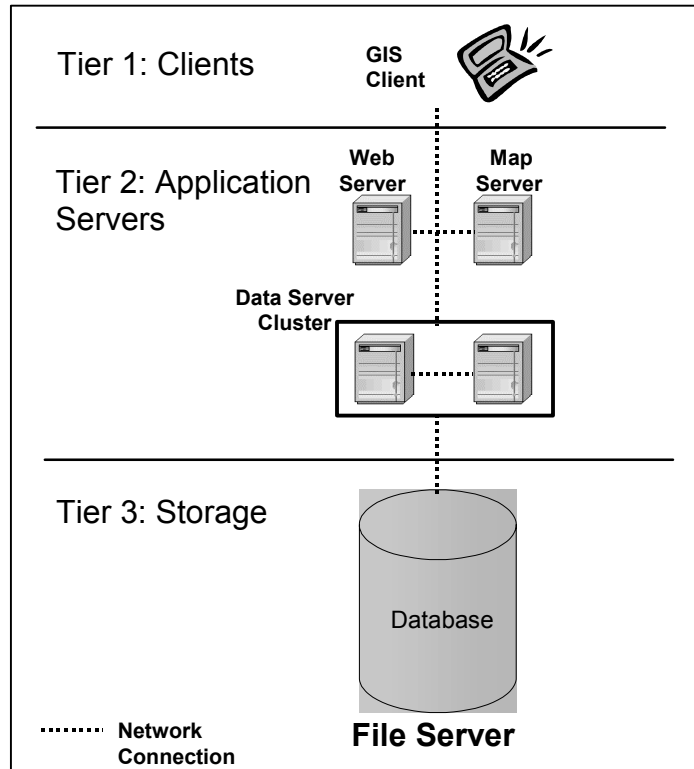 Tier 1: Clients
GIS
Client
Tier 2: Application
Servers
Web
Server
Map
Server
Data Server
Cluster
Tier 3: Storage
Database
File Server
Network
Connection